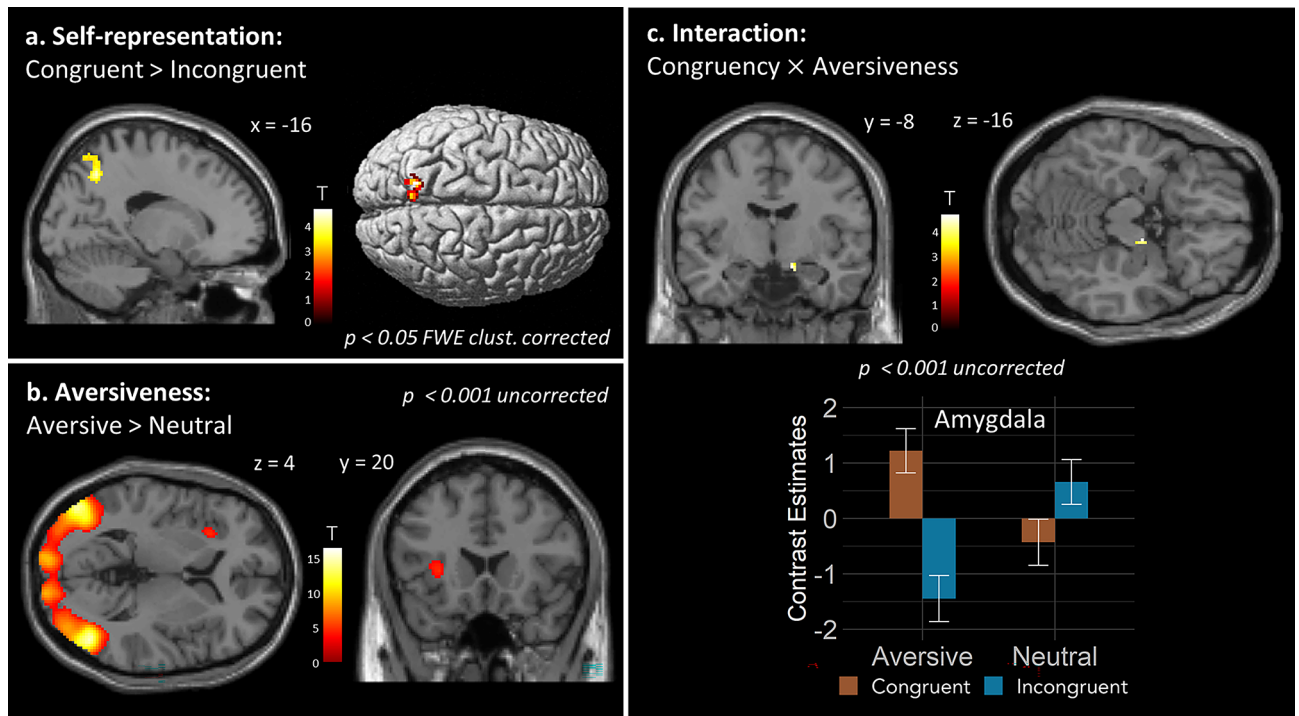 a. Self-representation:
Congruent > Incongruent
x = -16
T
4
3
2
1
0
p < 0.05 FWE clust. corrected
b. Aversiveness:
Aversive > Neutral
p < 0.001 uncorrected
z = 4
y = 20
T
15
10
5
0
c. Interaction:
Congruency × Aversiveness
y = -8
z = -16
T
4
3
2
1
0
p < 0.001 uncorrected
Amygdala
Contrast Estimates
2
1
0
-1
-2
Aversive Neutral
Congruent Incongruent